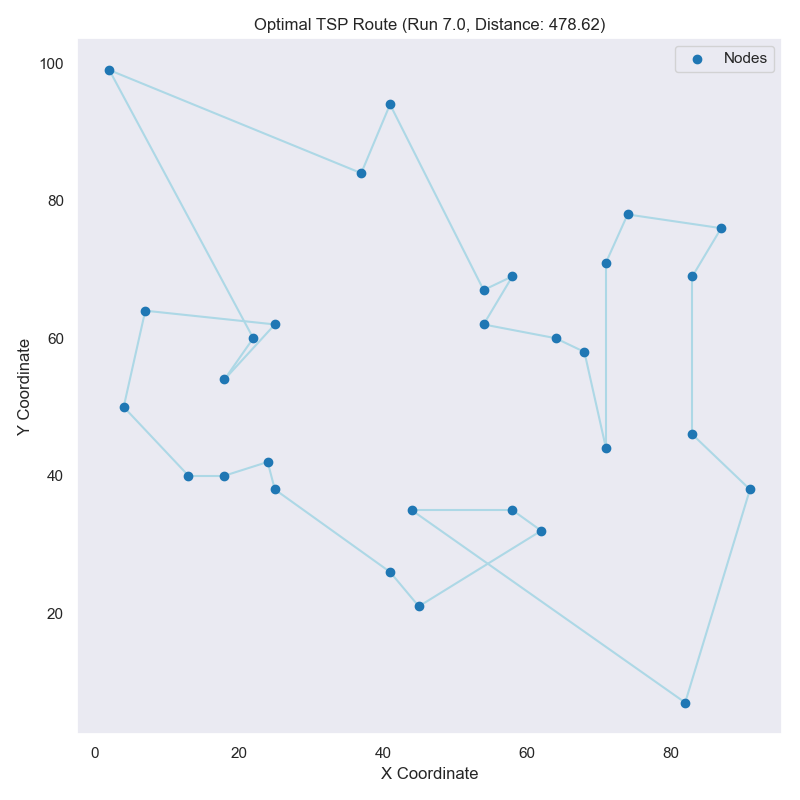 Optimal TSP Route (Run 7.0, Distance: 478.62)
Nodes
100
80
60
40
20
Y Coordinate
0 20 40 60 80
X Coordinate